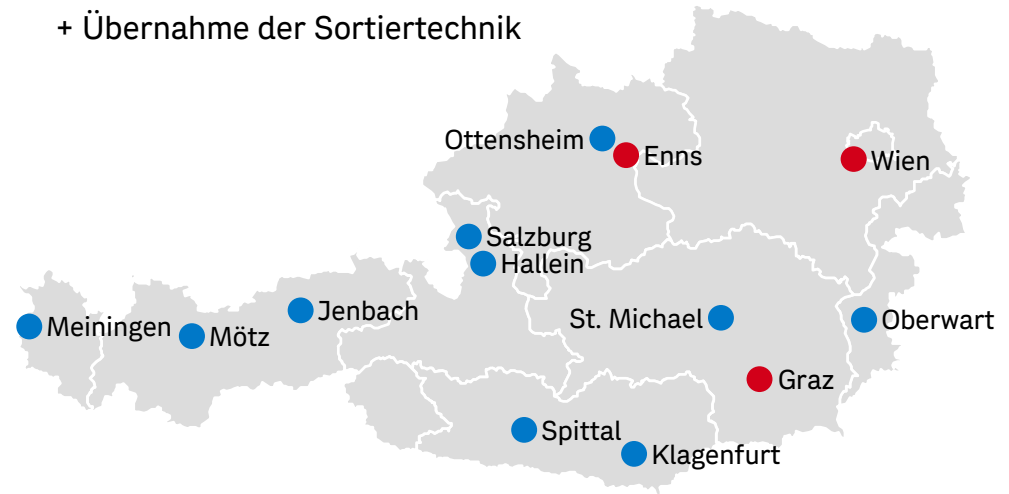 + Übernahme der Sortiertechnik
Ottensheim
Enns
Wien
Salzburg
Hallein
Jenbach
Meiningen
Mötz
St. Michael
Oberwart
Graz
Spittal
Klagenfurt